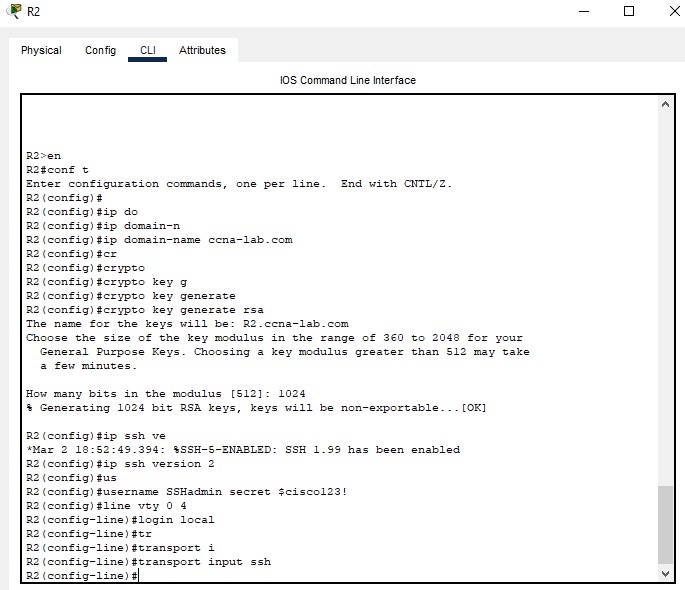 R2
Physical Config CLI Attributes
IOS Command Line Interface
R2>en
R2#conf t
Enter configuration commands, one per line.  End with CNTL/Z.
R2(config)#
R2(config)#ip do
R2(config)#ip domain-n
R2(config)#ip domain-name ccna-lab.com
R2(config)#cr
R2(config)#crypto
R2(config)#crypto key g
R2(config)#crypto key generate
R2(config)#crypto key generate rsa
The name for the keys will be: R2.ccna-lab.com
Choose the size of the key modulus in the range of 360 to 2048 for your
  General Purpose Keys. Choosing a key modulus greater than 512 may take
  a few minutes.
How many bits in the modulus [512]: 1024
% Generating 1024 bit RSA keys, keys will be non-exportable...[OK]
R2(config)#ip ssh ve
*Mar 2 18:52:49.394: %SSH-5-ENABLED: SSH 1.99 has been enabled
R2(config)#ip ssh version 2
R2(config)#us
R2(config)#username SSHadmin secret $cisco123!
R2(config)#line vty 0 4
R2(config-line)#login local
R2(config-line)#tr
R2(config-line)#transport i
R2(config-line)#transport input ssh
R2(config-line)#